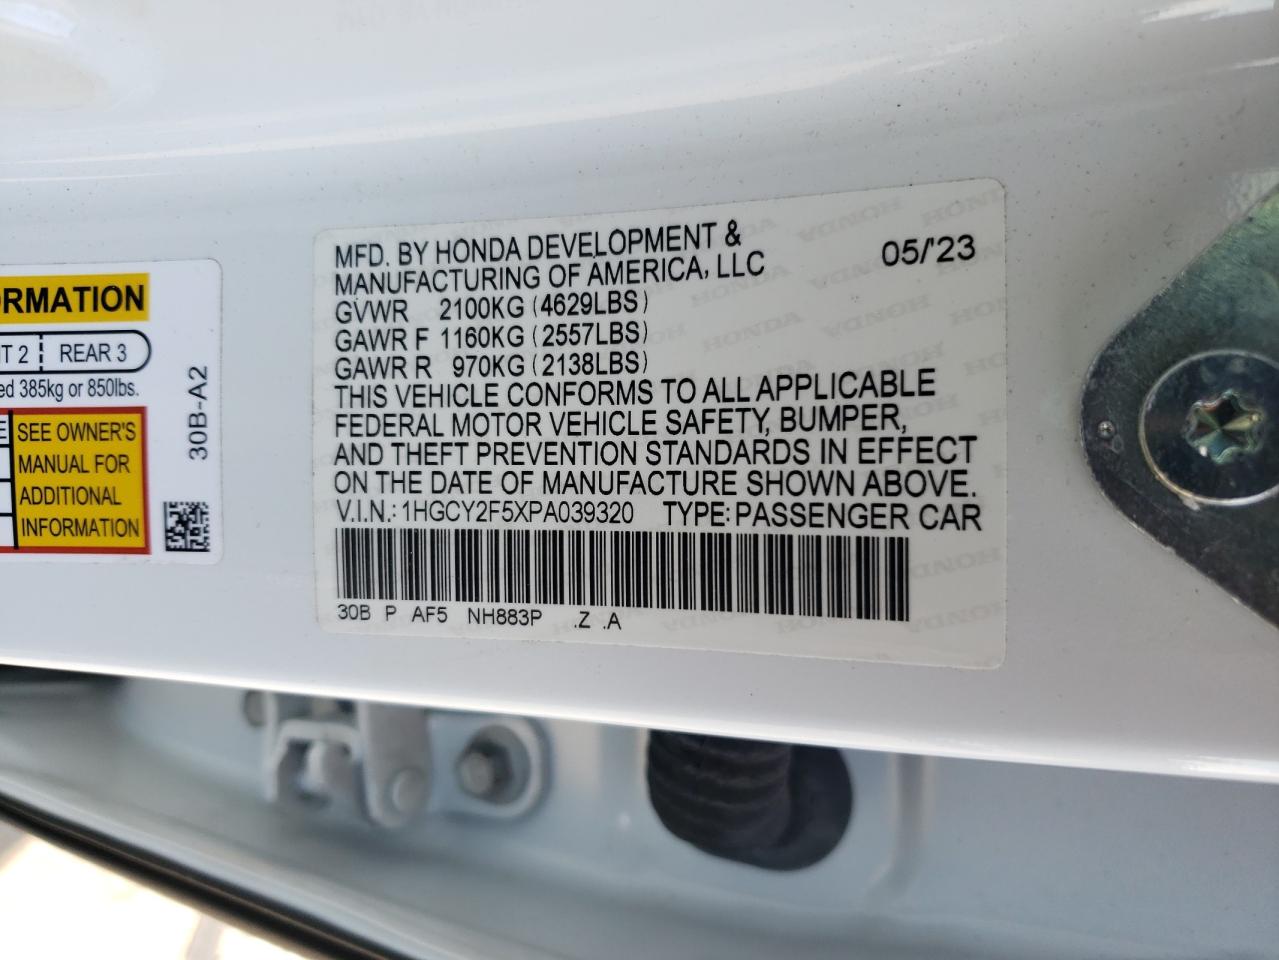 MFD. BY HONDA DEVELOPMENT & 05/'23
MANUFACTURING OF AMERICA, LLC
GVWR 2100KG (4629LBS)
GAWR F 1160KG (2557LBS)
GAWR R 970KG (2138LBS)
THIS VEHICLE CONFORMS TO ALL APPLICABLE
FEDERAL MOTOR VEHICLE SAFETY, BUMPER,
AND THEFT PREVENTION STANDARDS IN EFFECT
ON THE DATE OF MANUFACTURE SHOWN ABOVE.
V.I.N.: 1HGCY2F5XPA039320 TYPE: PASSENGER CAR
30B P AF5 NH883P .Z .A
RMATION
T 2 REAR 3
ed 385kg or 850lbs.
SEE OWNER'S
MANUAL FOR
ADDITIONAL
INFORMATION
30B-A2